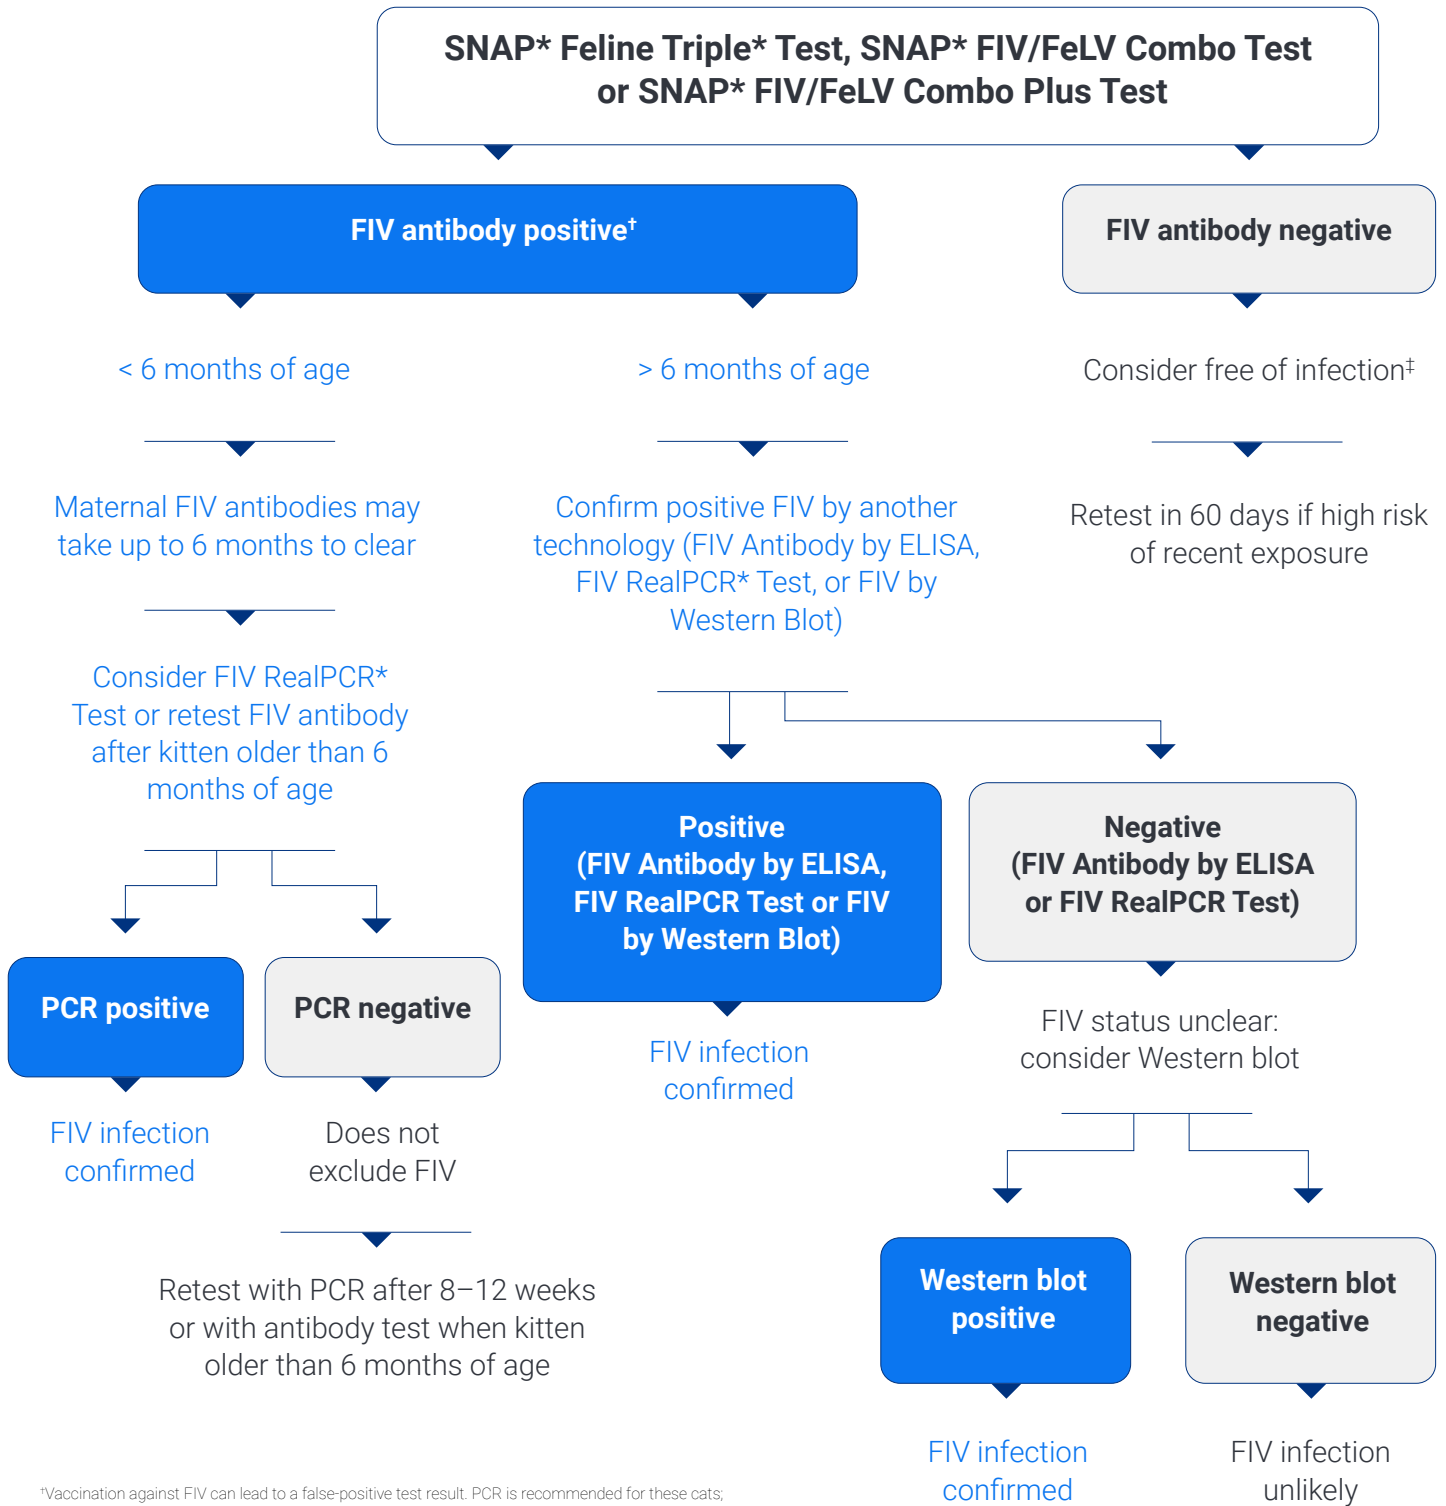 SNAP* Feline Triple* Test, SNAP* FIV/FeLV Combo Test
or SNAP* FIV/FeLV Combo Plus Test
FIV antibody positive†
FIV antibody negative
< 6 months of age
> 6 months of age
Consider free of infection‡
Maternal FIV antibodies may
take up to 6 months to clear
Confirm positive FIV by another
technology (FIV Antibody by ELISA,
FIV RealPCR* Test, or FIV by
Western Blot)
Retest in 60 days if high risk
of recent exposure
Consider FIV RealPCR*
Test or retest FIV antibody
after kitten older than 6
months of age
Positive
(FIV Antibody by ELISA,
FIV RealPCR Test or FIV
by Western Blot)
Negative
(FIV Antibody by ELISA
or FIV RealPCR Test)
PCR positive
PCR negative
FIV infection
confirmed
FIV status unclear:
consider Western blot
FIV infection
confirmed
Does not
exclude FIV
Retest with PCR after 8–12 weeks
or with antibody test when kitten
older than 6 months of age
Western blot
positive
Western blot
negative
FIV infection
confirmed
FIV infection
unlikely
†Vaccination against FIV can lead to a false-positive test result. PCR is recommended for these cats;